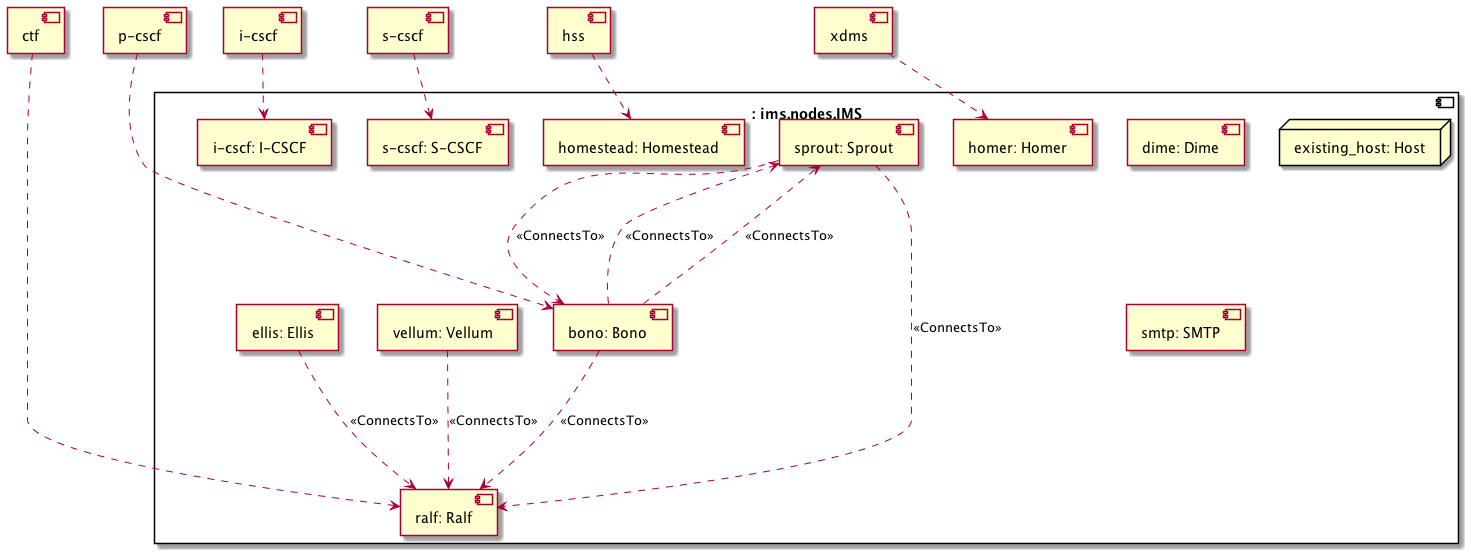 ctf
p-cscf
i-cscf
s-cscf
hss
xdms
: ims.nodes.IMS
i-cscf: I-CSCF
s-cscf: S-CSCF
homestead: Homestead
sprout: Sprout
homer: Homer
dime: Dime
existing_host: Host
«ConnectsTo»
«ConnectsTo»
«ConnectsTo»
ellis: Ellis
vellum: Vellum
bono: Bono
«ConnectsTo»
smtp: SMTP
«ConnectsTo»
«ConnectsTo»
«ConnectsTo»
ralf: Ralf